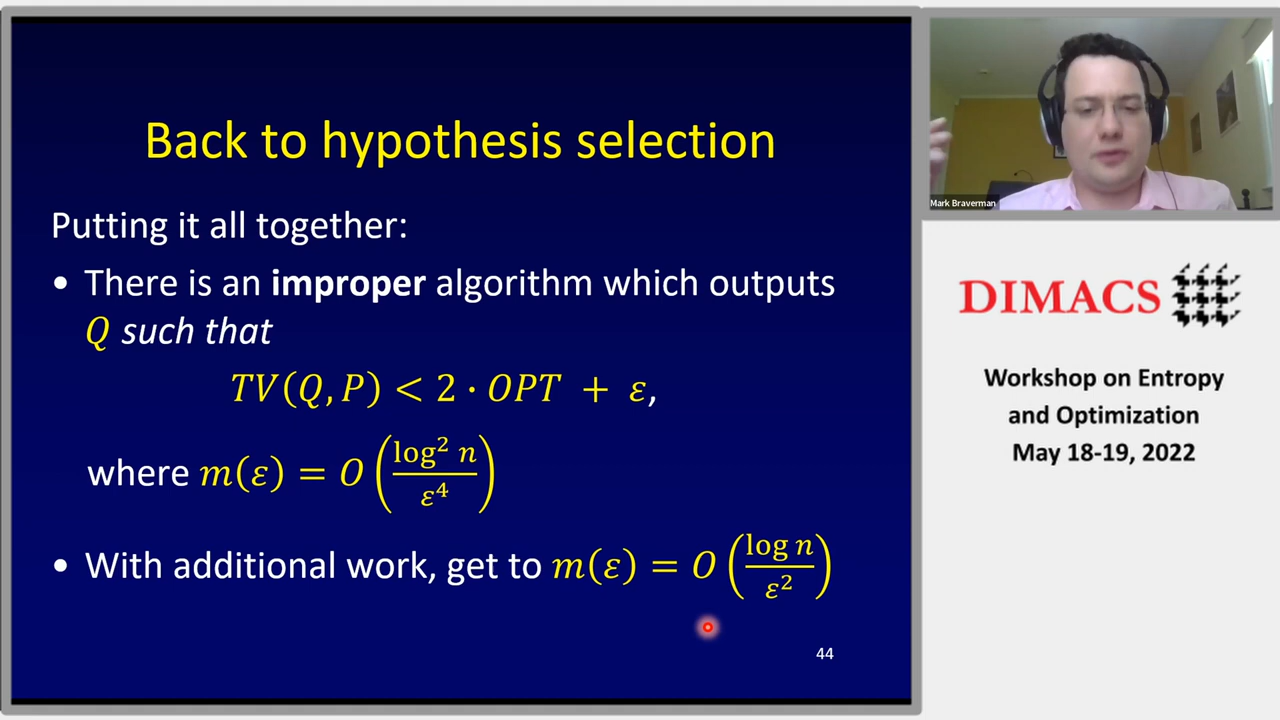 Back to hypothesis selection
Putting it all together:
• There is an improper algorithm which outputs
Q such that
TV(Q, P) < 2 · OPT + ε,
where m(ε) = O(log² n / ε⁴)
• With additional work, get to m(ε) = O(log n / ε²)
44
Mark Braverman
DIMACS
Workshop on Entropy
and Optimization
May 18-19, 2022